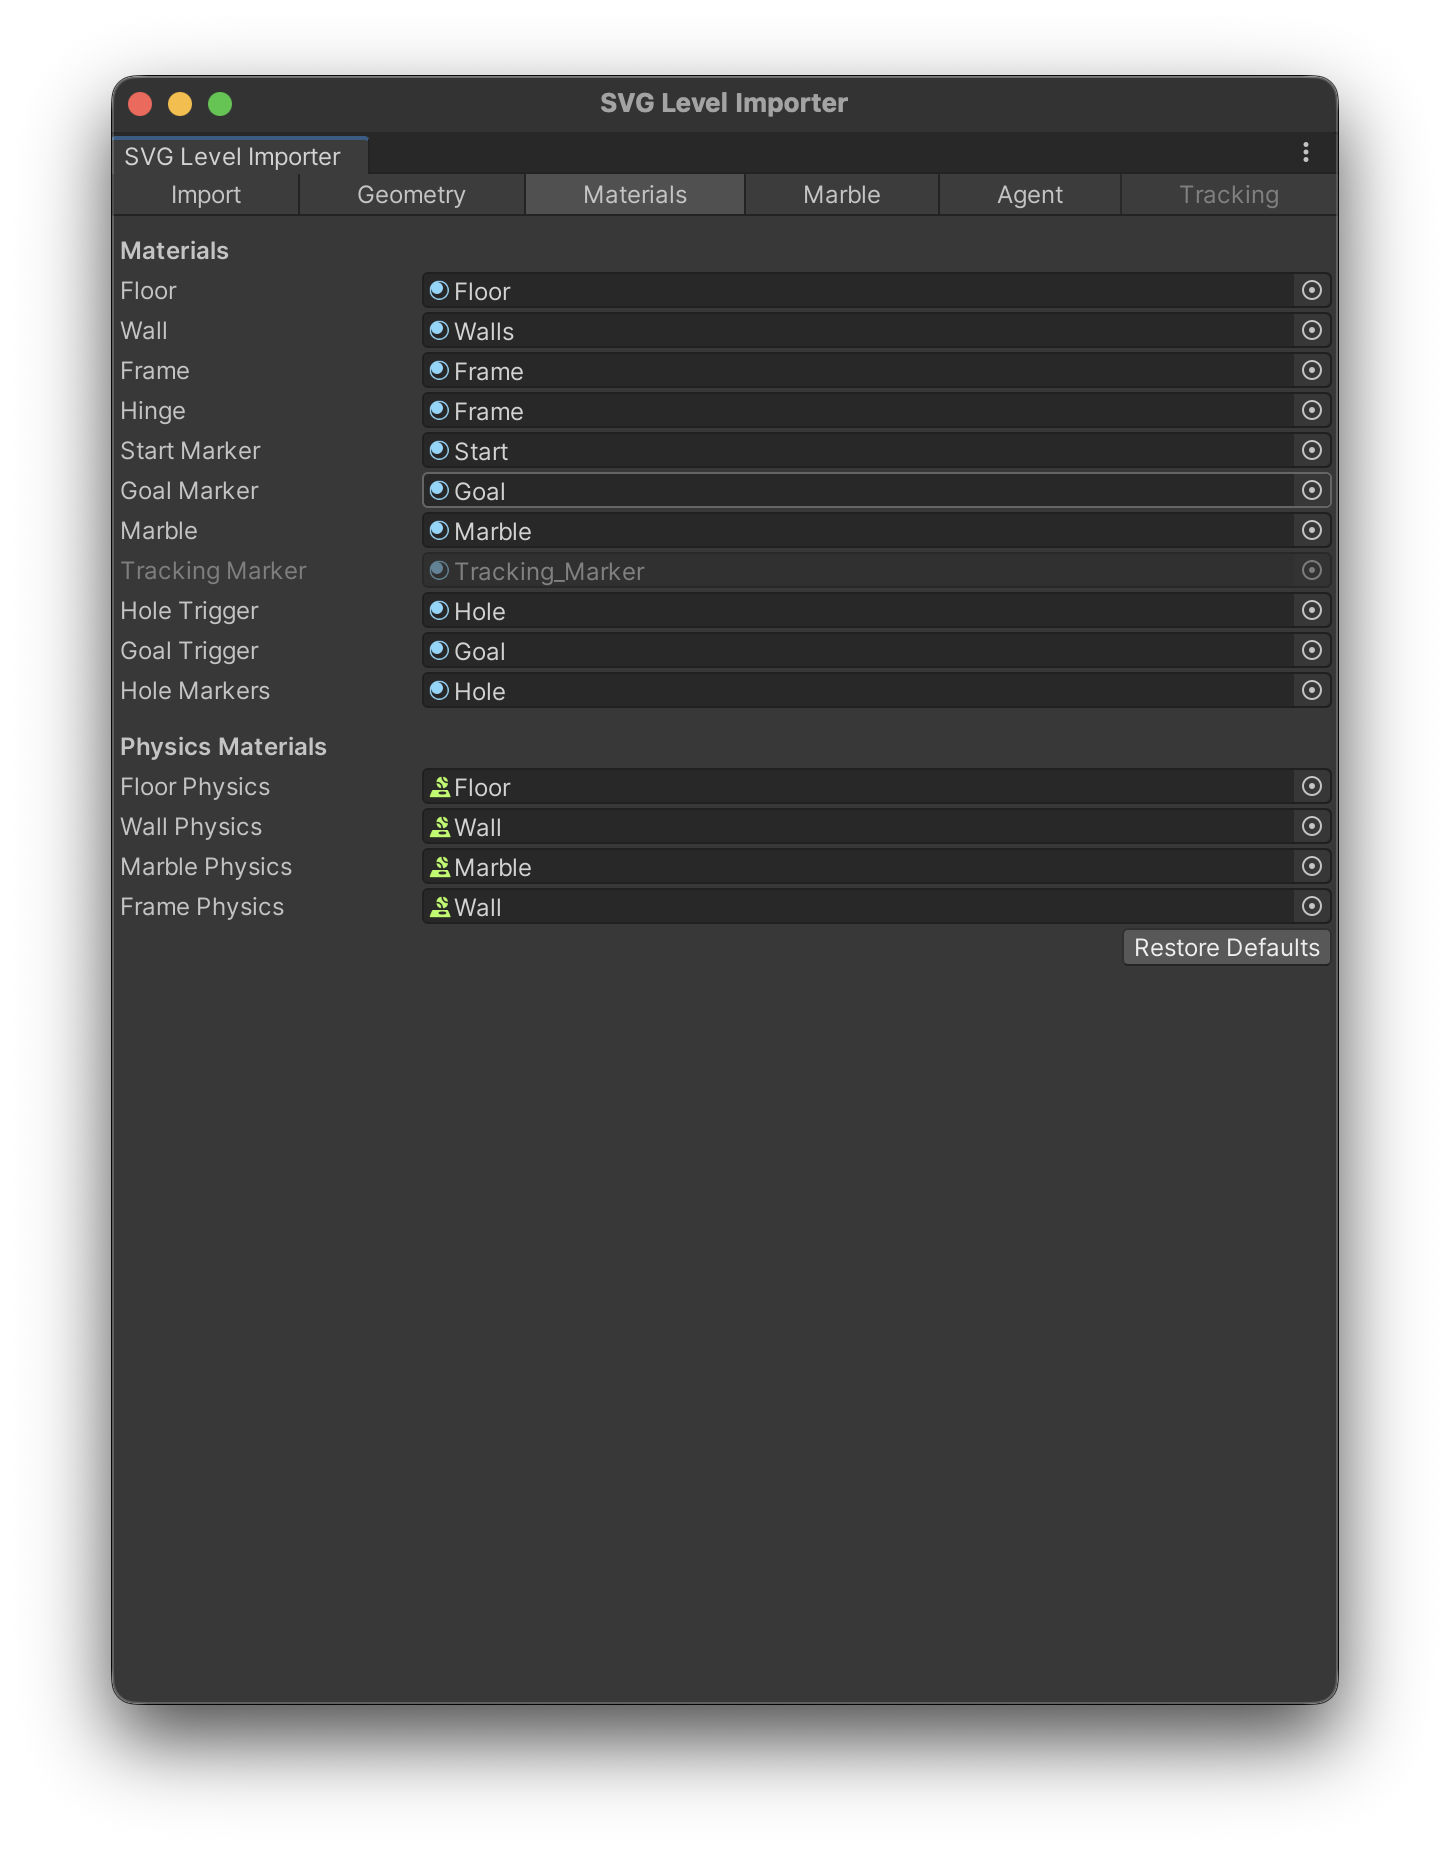 SVG Level Importer
SVG Level Importer
Import Geometry Materials Marble Agent Tracking
Materials
Floor Floor
Wall Walls
Frame Frame
Hinge Frame
Start Marker Start
Goal Marker Goal
Marble Marble
Tracking Marker Tracking_Marker
Hole Trigger Hole
Goal Trigger Goal
Hole Markers Hole
Physics Materials
Floor Physics Floor
Wall Physics Wall
Marble Physics Marble
Frame Physics Wall
Restore Defaults